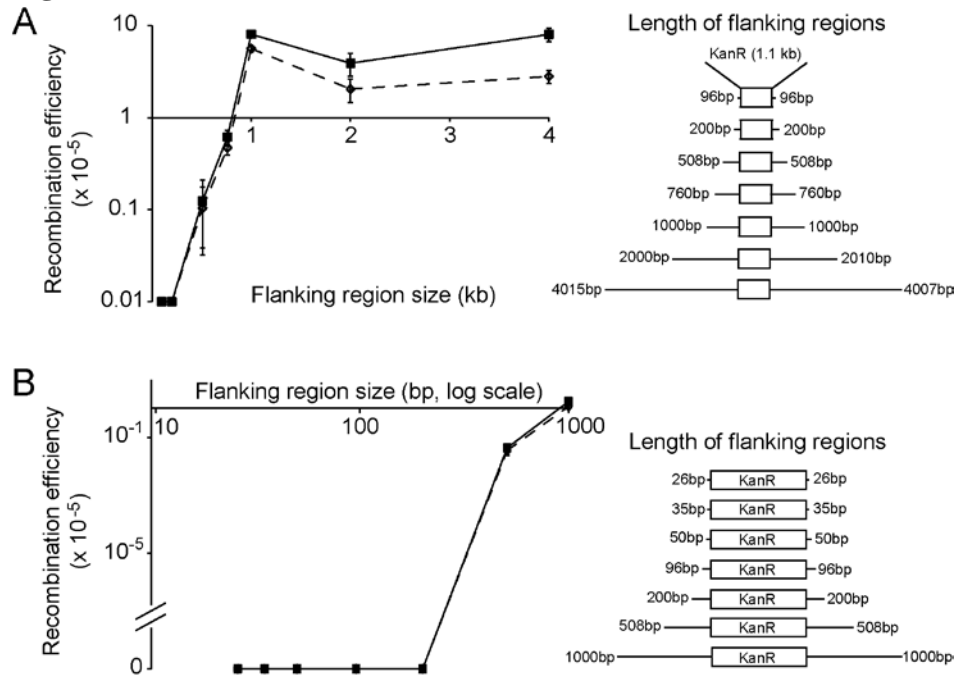 A
Recombination efficiency
(x 10-5)
10
1
0.1
0.01
1
2
3
4
Flanking region size (kb)
Length of flanking regions
KanR (1.1 kb)
96bp 96bp
200bp 200bp
508bp 508bp
760bp 760bp
1000bp 1000bp
2000bp 2010bp
4015bp 4007bp
B
Flanking region size (bp, log scale)
Recombination efficiency
(x 10-5)
10
100
1000
10-1
10-5
0
Length of flanking regions
26bp KanR 26bp
35bp KanR 35bp
50bp KanR 50bp
96bp KanR 96bp
200bp KanR 200bp
508bp KanR 508bp
1000bp KanR 1000bp